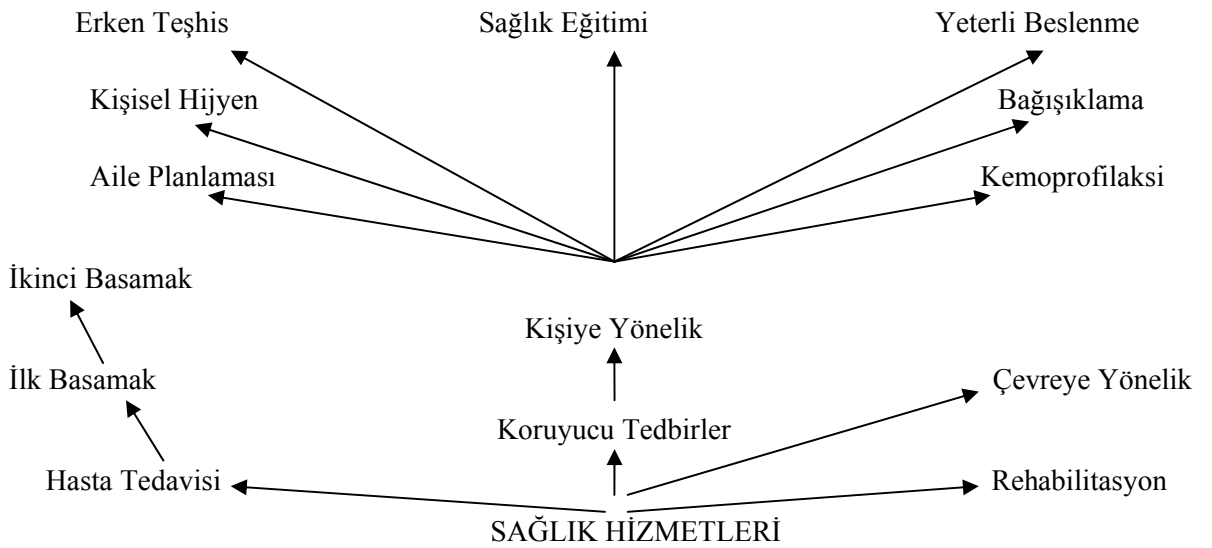 Erken Teşhis Sağlık Eğitimi Yeterli Beslenme
Kişisel Hijyen Bağışıklama
Aile Planlaması Kemoprofilaksi
İkinci Basamak
Kişiye Yönelik
İlk Basamak Çevreye Yönelik
Koruyucu Tedbirler
Hasta Tedavisi Rehabilitasyon
SAĞLIK HİZMETLERİ